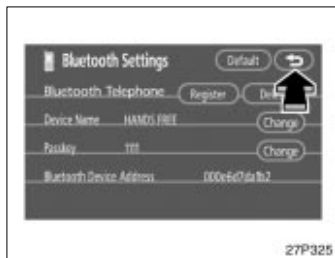 Bluetooth Settings Default
Bluetooth Telephone Register
Device Name HANDS FREE Change
Passkey 1111 Change
Bluetooth Device Address
27P325